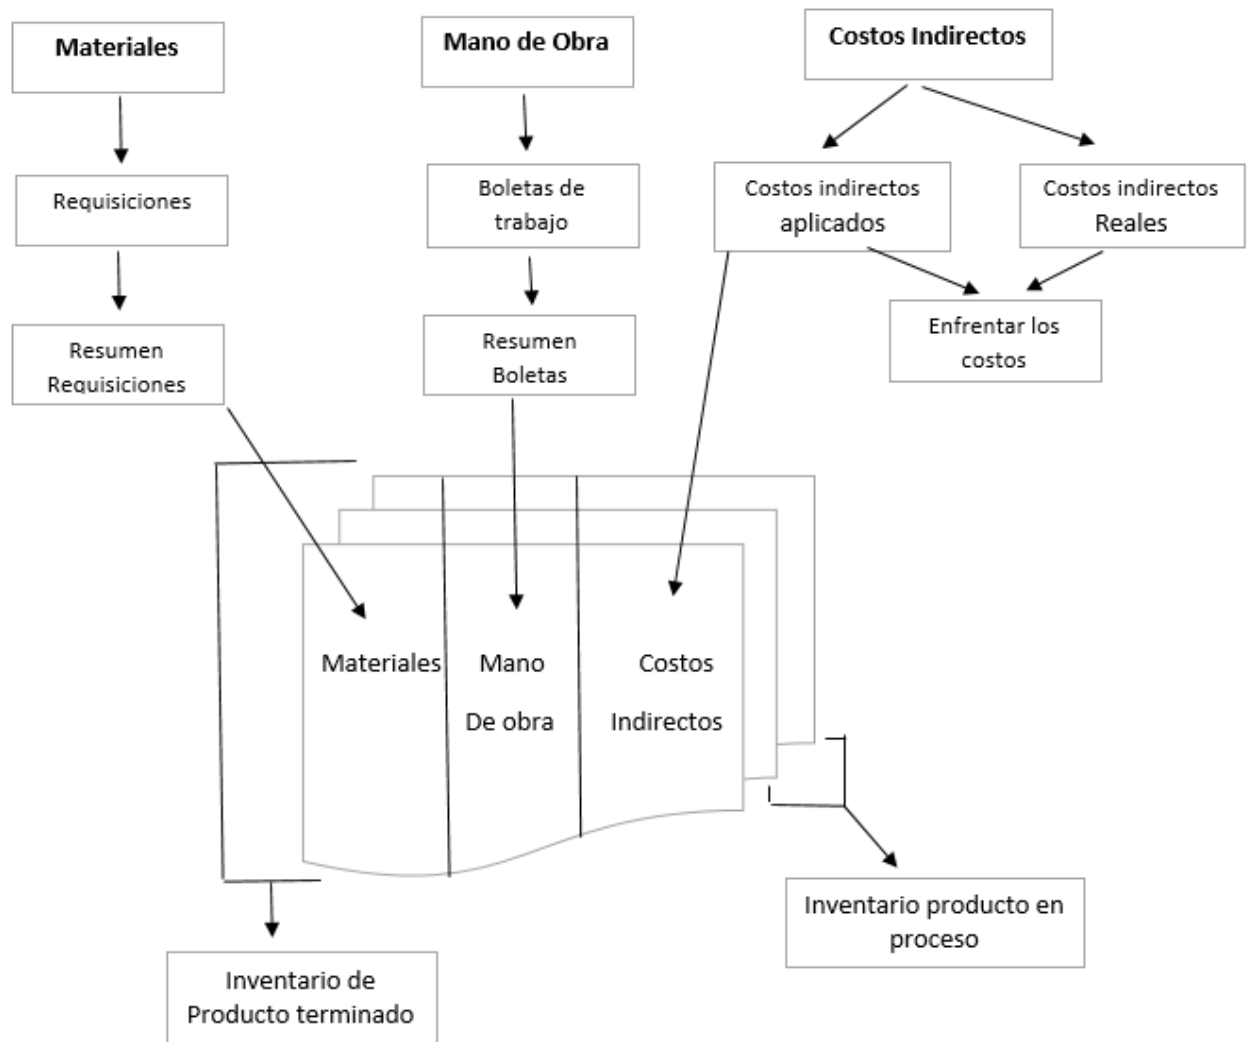 Materiales
Mano de Obra
Costos Indirectos
Requisiciones
Boletas de
trabajo
Costos indirectos
aplicados
Costos indirectos
Reales
Resumen
Requisiciones
Resumen
Boletas
Enfrentar los
costos
Materiales
Mano
De obra
Costos
Indirectos
Inventario producto en
proceso
Inventario de
Producto terminado